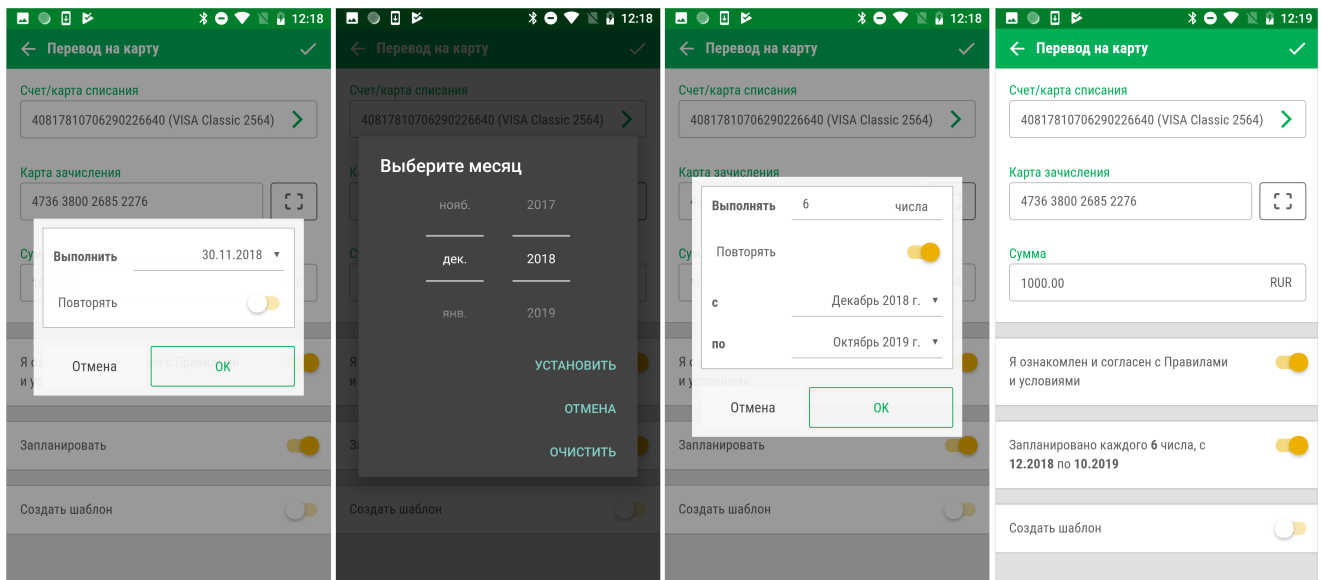 12:18
Перевод на карту
Счет/карта списания
40817810706290226640 (VISA Classic 2564)
Карта зачисления
4736 3800 2685 2276
Выполнить 30.11.2018
Повторять
Отмена OK
Запланировать
Создать шаблон
12:18
Перевод на карту
Счет/карта списания
40817810706290226640 (VISA Classic 2564)
Выберите месяц
нояб. 2017
дек. 2018
янв. 2019
УСТАНОВИТЬ
ОТМЕНА
ОЧИСТИТЬ
Создать шаблон
12:18
Перевод на карту
Счет/карта списания
40817810706290226640 (VISA Classic 2564)
Карта зачисления
Выполнять 6 числа
Повторять
с Декабрь 2018 г.
по Октябрь 2019 г.
Отмена OK
Запланировать
Создать шаблон
12:19
Перевод на карту
Счет/карта списания
40817810706290226640 (VISA Classic 2564)
Карта зачисления
4736 3800 2685 2276
Сумма
1000.00 RUR
Я ознакомлен и согласен с Правилами
и условиями
Запланировано каждого 6 числа, с
12.2018 по 10.2019
Создать шаблон